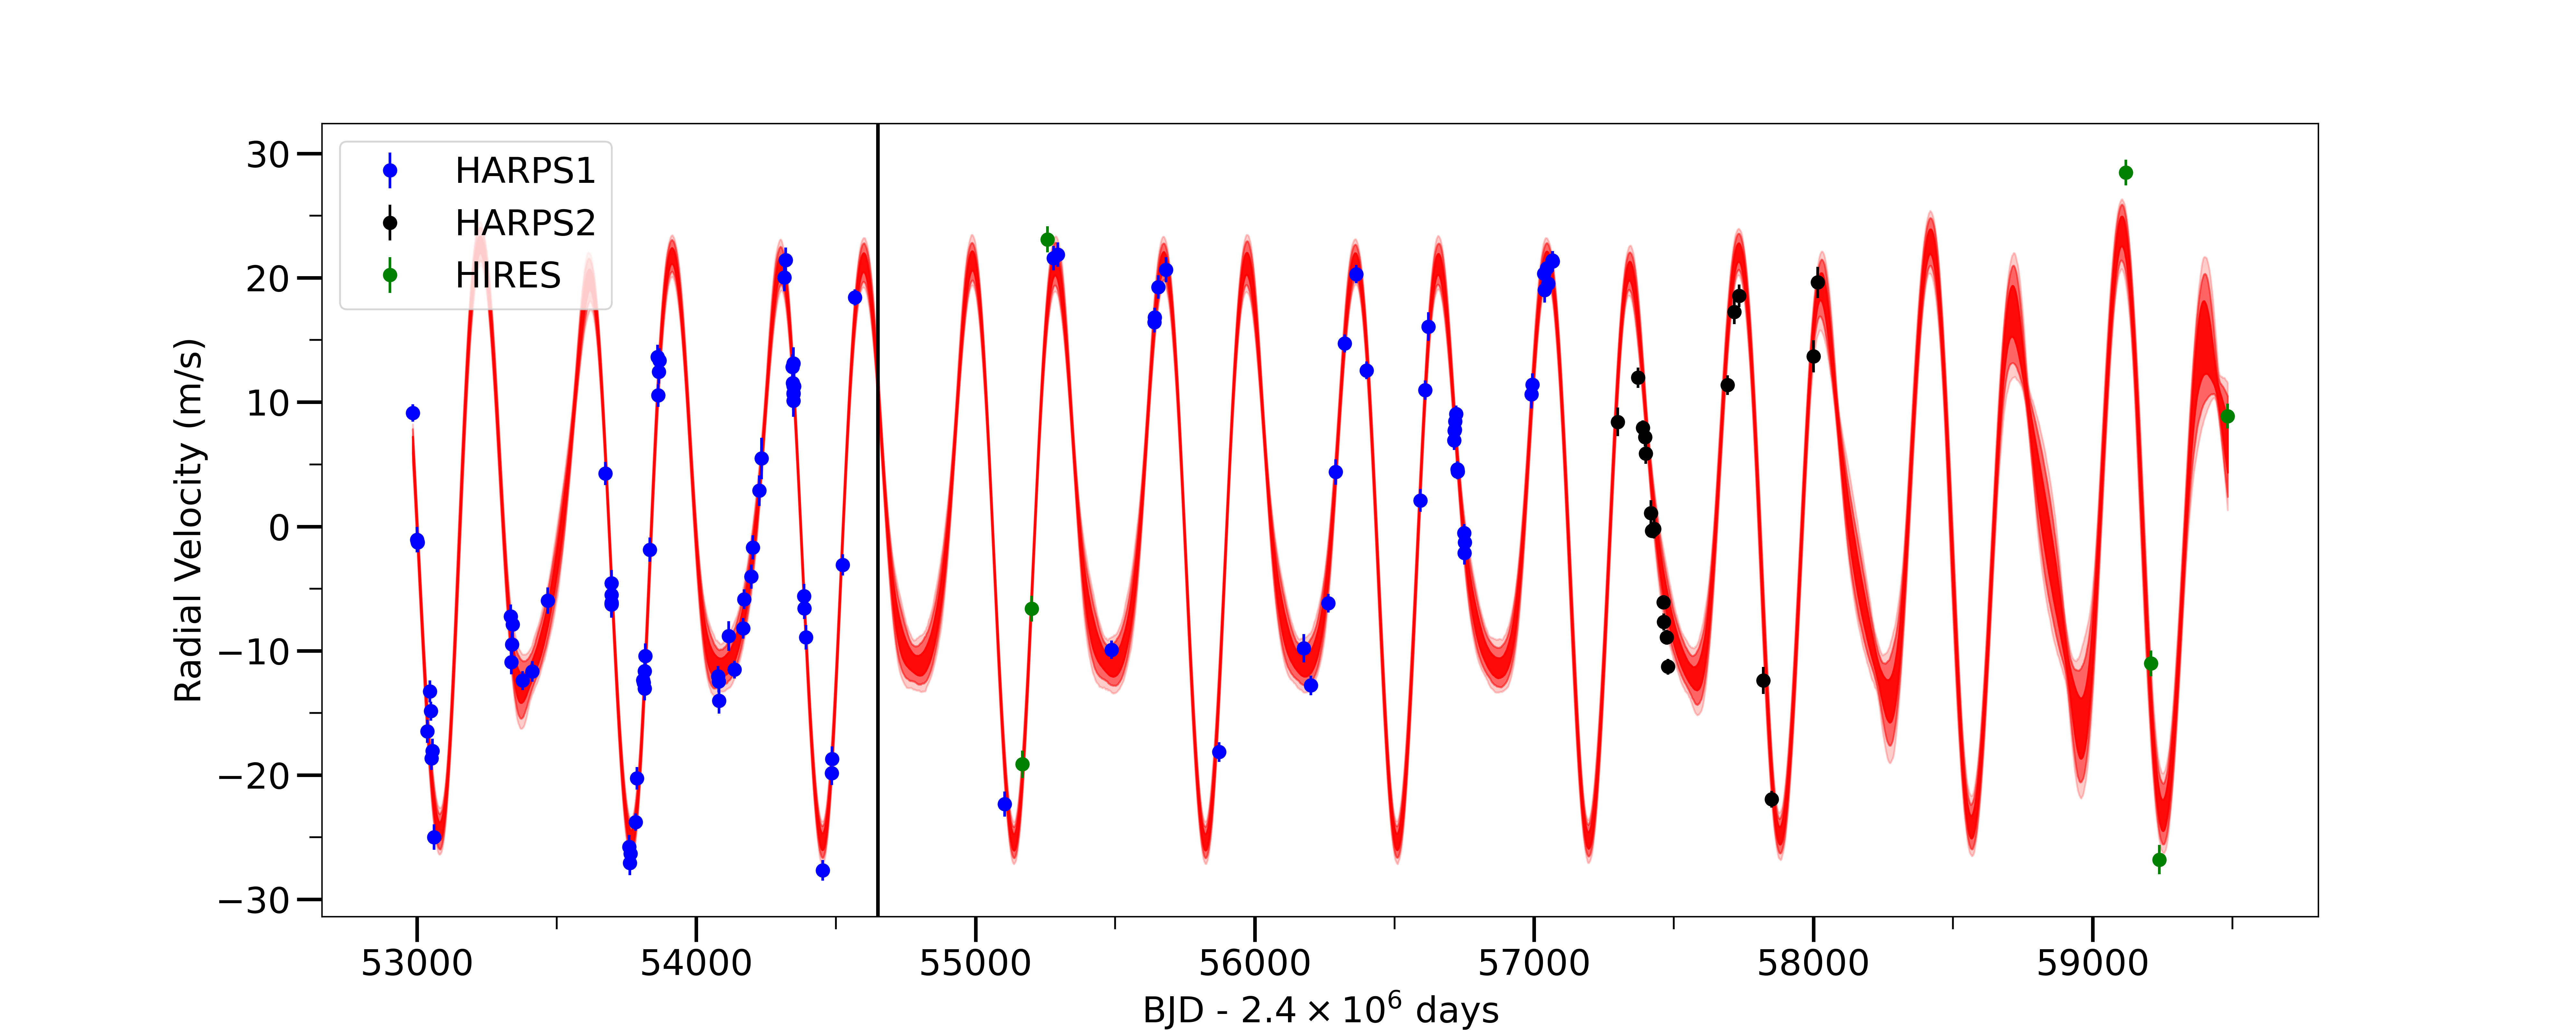 30
20
10
0
−10
−20
−30
Radial Velocity (m/s)
HARPS1
HARPS2
HIRES
53000 54000 55000 56000 57000 58000 59000
BJD - 2.4 × 10⁶ days